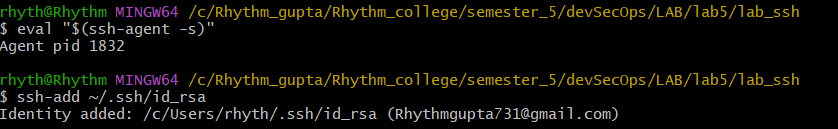 rhyth@Rhythm MINGW64 /c/Rhythm_gupta/Rhythm_college/semester_5/devSecOps/LAB/lab5/lab_ssh
$ eval "$(ssh-agent -s)"
Agent pid 1832
rhyth@Rhythm MINGW64 /c/Rhythm_gupta/Rhythm_college/semester_5/devSecOps/LAB/lab5/lab_ssh
$ ssh-add ~/.ssh/id_rsa
Identity added: /c/Users/rhyth/.ssh/id_rsa (Rhythmgupta731@gmail.com)